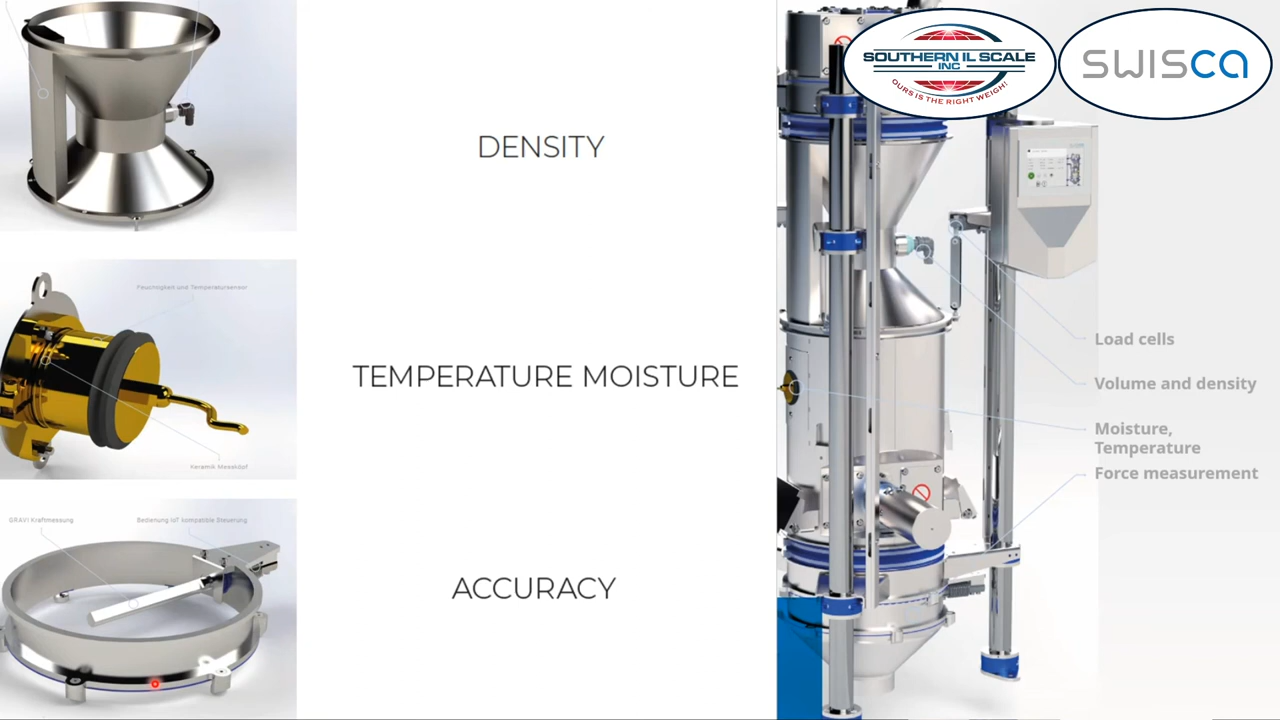 DENSITY
Feuchigheit und Temperatursensor
TEMPERATURE MOISTURE
Keramik Messkopf
GRAVI Kraftmessung
Bedienung IoT kompatible Steuerung
ACCURACY
SOUTHERN IL SCALE
INC
OURS IS THE RIGHT WEIGH!
swisca
Load cells
Volume and density
Moisture,
Temperature
Force measurement